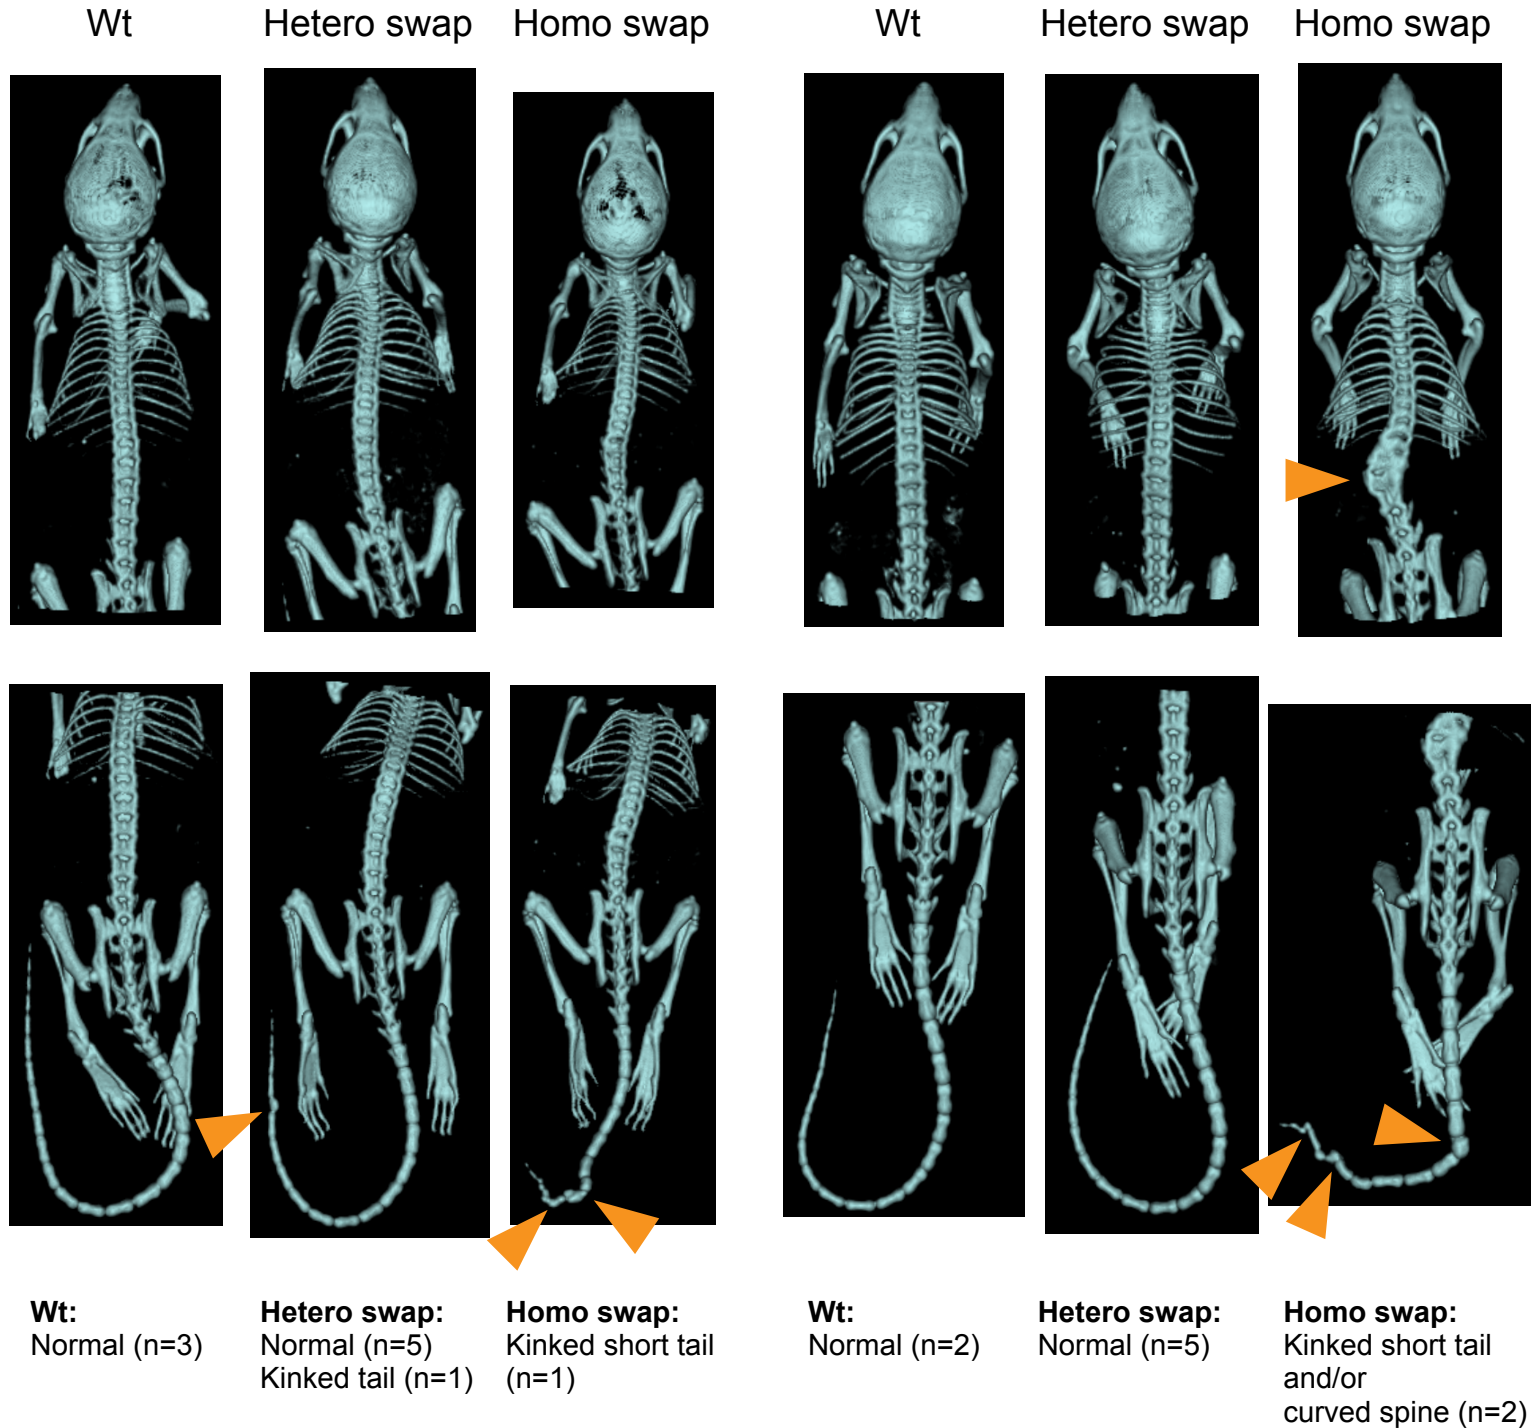 Wt
Hetero swap
Homo swap
Wt
Hetero swap
Homo swap
Wt:
Normal (n=3)
Hetero swap:
Normal (n=5)
Kinked tail (n=1)
Homo swap:
Kinked short tail
(n=1)
Wt:
Normal (n=2)
Hetero swap:
Normal (n=5)
Homo swap:
Kinked short tail
and/or
curved spine (n=2)